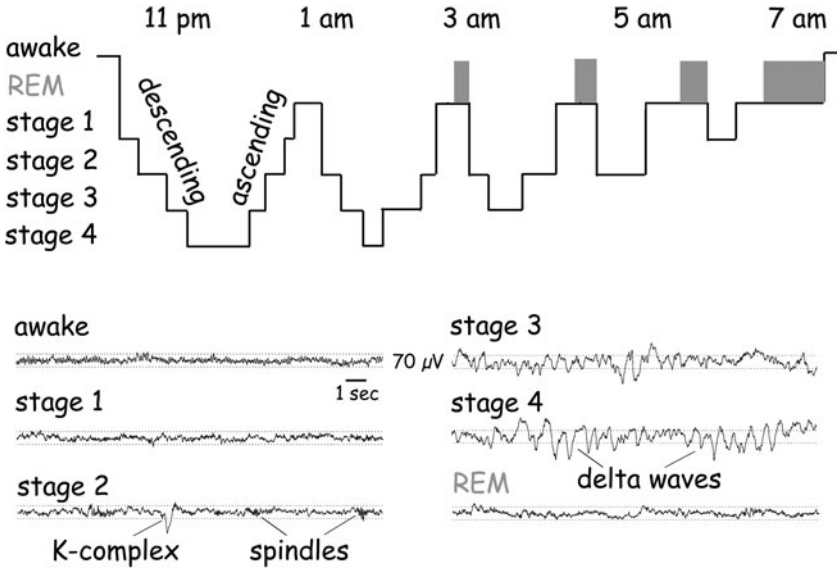 11 pm 1 am 3 am 5 am 7 am
awake
REM
stage 1
stage 2
stage 3
stage 4
descending
ascending
awake
70 µV
1 sec
stage 1
stage 2
K-complex
spindles
stage 3
stage 4
delta waves
REM